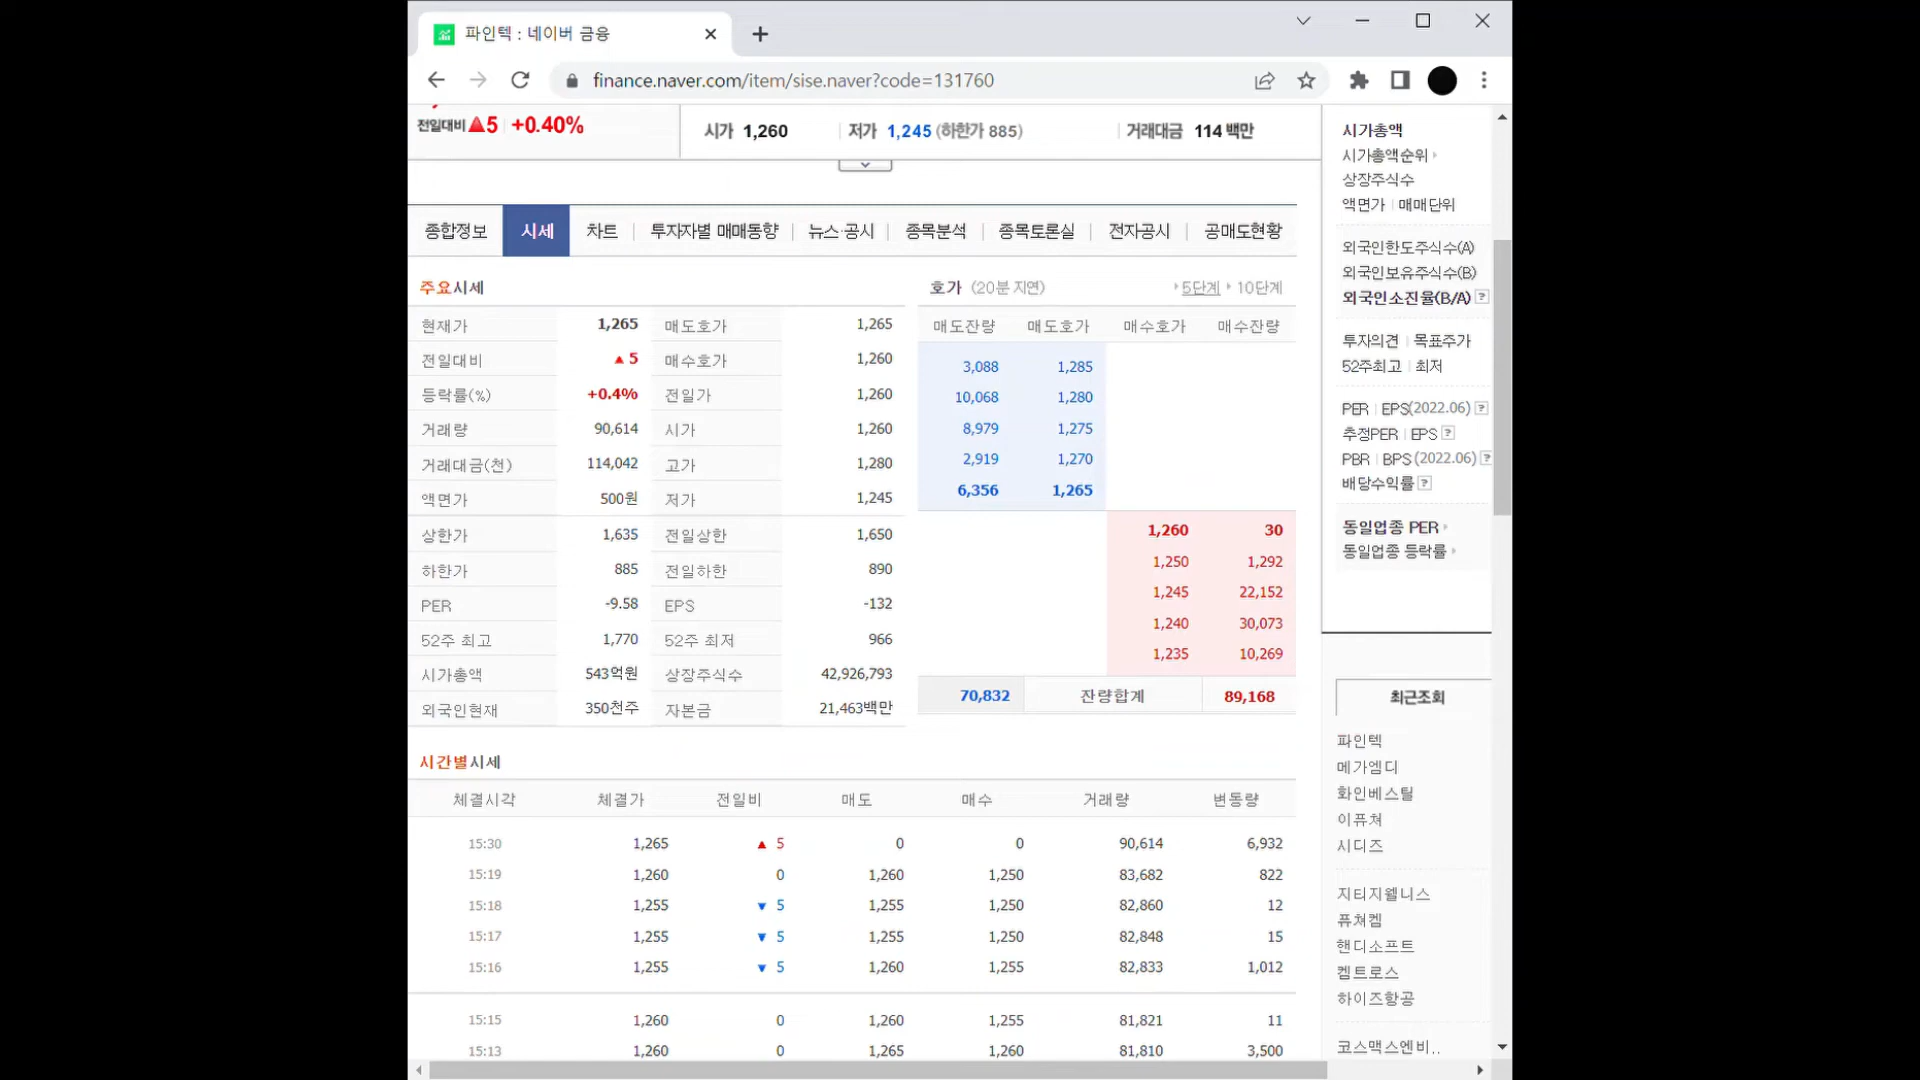 파인텍 : 네이버 금융
finance.naver.com/item/sise.naver?code=131760
전일대비 ▲5 +0.40%
시가 1,260 저가 1,245 (하한가 885) 거래대금 114 백만
종합정보 시세 차트 투자자별 매매동향 뉴스·공시 종목분석 종목토론실 전자공시 공매도현황
주요시세
현재가 1,265 매도호가 1,265
전일대비 ▲ 5 매수호가 1,260
등락률(%) +0.4% 전일가 1,260
거래량 90,614 시가 1,260
거래대금(천) 114,042 고가 1,280
액면가 500원 저가 1,245
상한가 1,635 전일상한 1,650
하한가 885 전일하한 890
PER -9.58 EPS -132
52주 최고 1,770 52주 최저 966
시가총액 543억원 상장주식수 42,926,793
외국인현재 350천주 자본금 21,463백만
호가 (20분 지연) 5단계 10단계
매도잔량 매도호가 매수호가 매수잔량
3,088 1,285
10,068 1,280
8,979 1,275
2,919 1,270
6,356 1,265
1,260 30
1,250 1,292
1,245 22,152
1,240 30,073
1,235 10,269
70,832 잔량합계 89,168
시간별시세
체결시각 체결가 전일비 매도 매수 거래량 변동량
15:30 1,265 ▲ 5 0 0 90,614 6,932
15:19 1,260 0 1,260 1,250 83,682 822
15:18 1,255 ▼ 5 1,255 1,250 82,860 12
15:17 1,255 ▼ 5 1,255 1,250 82,848 15
15:16 1,255 ▼ 5 1,260 1,255 82,833 1,012
15:15 1,260 0 1,260 1,255 81,821 11
15:13 1,260 0 1,265 1,260 81,810 3,500
시가총액
시가총액순위
상장주식수
액면가 매매단위
외국인한도주식수(A)
외국인보유주식수(B)
외국인소진율(B/A) ?
투자의견 목표주가
52주최고 최저
PER EPS(2022.06) ?
추정PER EPS ?
PBR BPS(2022.06) ?
배당수익률 ?
동일업종 PER
동일업종 등락률
최근조회
파인텍
메가엠디
화인베스틸
이퓨쳐
시디즈
지티지웰니스
퓨쳐켐
핸디소프트
켐트로스
하이즈항공
코스맥스엔비..